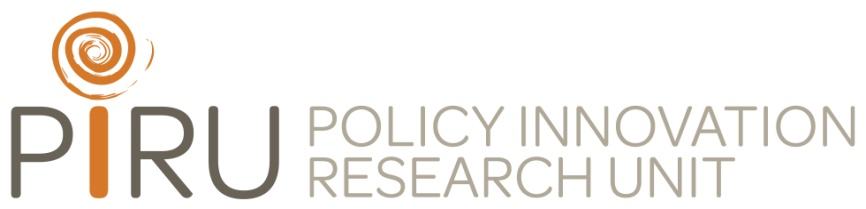 PiRU
POLICY INNOVATION
RESEARCH UNIT